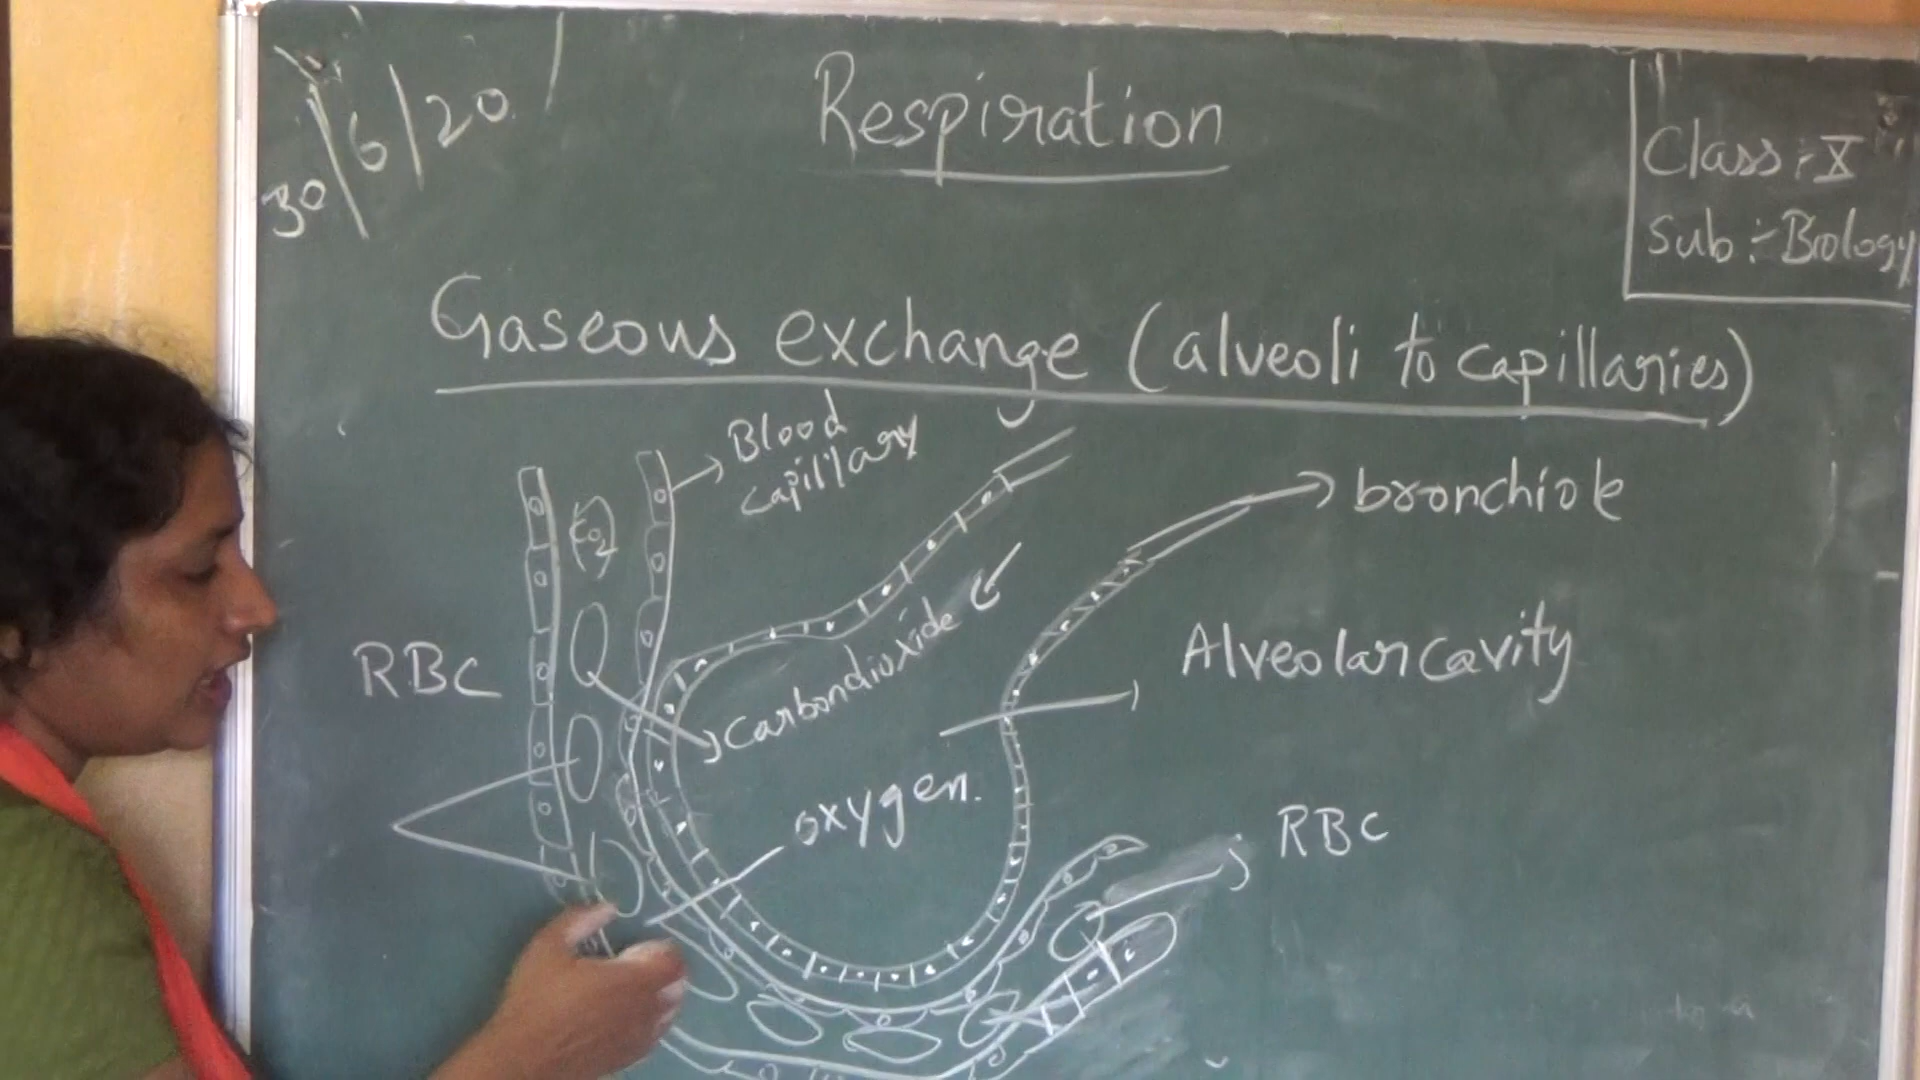 30/6/20
Respiration
Class :- X
Sub :- Biology
Gaseous exchange (alveoli to capillaries)
Blood
capillary
CO2
bronchiole
RBC
Carbondioxide
Alveolar cavity
oxygen.
RBC